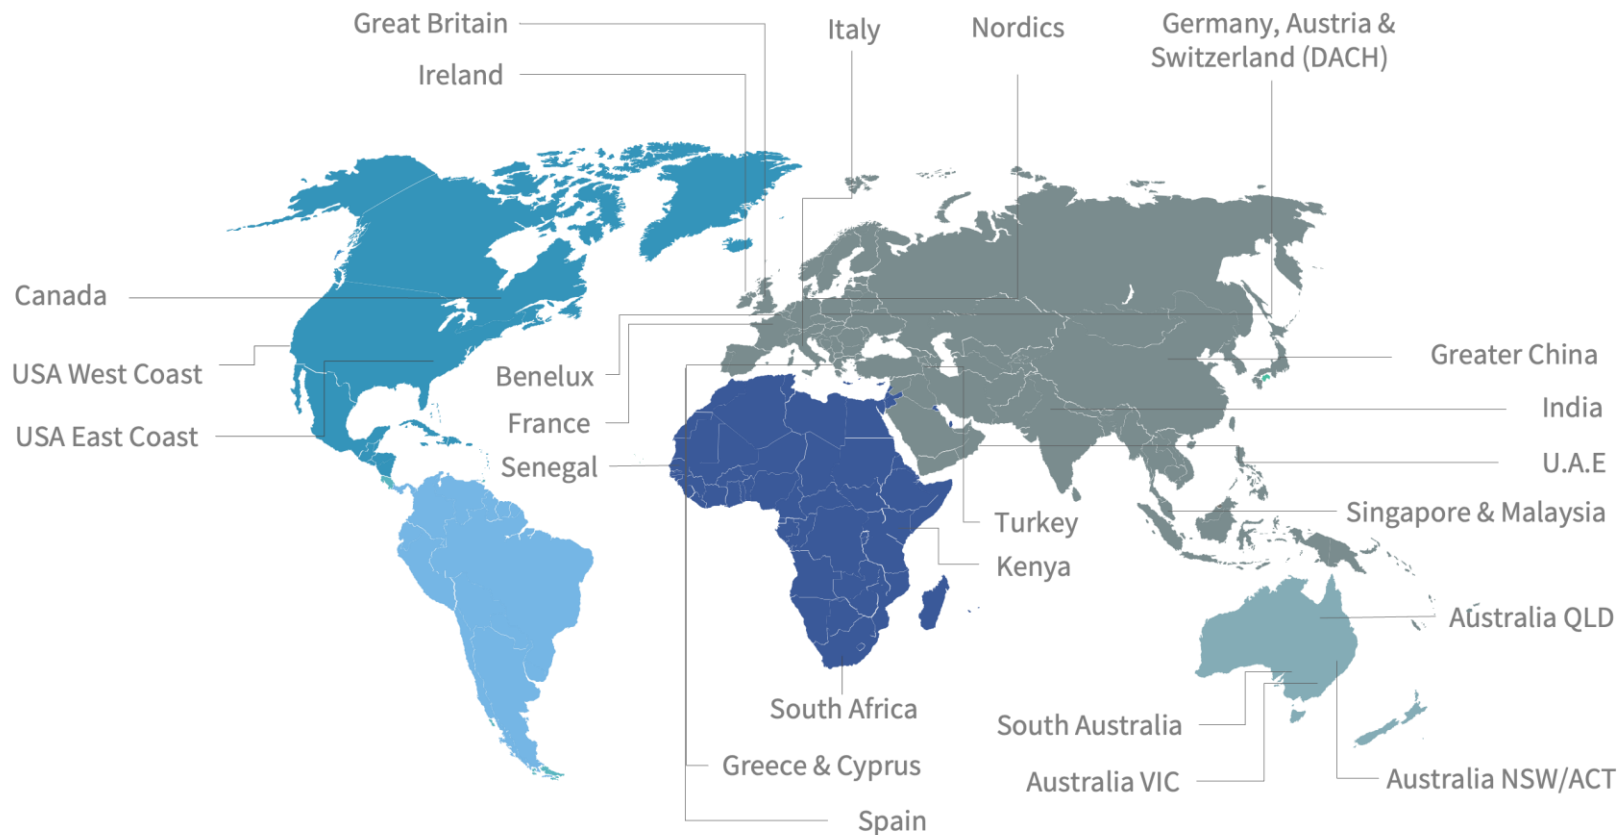 Great Britain
Italy
Nordics
Germany, Austria &
Switzerland (DACH)
Ireland
Canada
USA West Coast
USA East Coast
Benelux
France
Senegal
Greater China
India
U.A.E
Singapore & Malaysia
Turkey
Kenya
Australia QLD
South Africa
South Australia
Greece & Cyprus
Australia VIC
Australia NSW/ACT
Spain